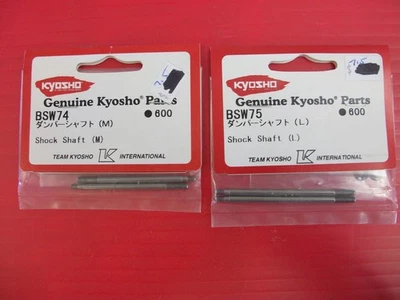 KYOSHO
Genuine Kyosho® Parts
BSW74
●600
ダンパーシャフト(M)
Shock Shaft (M)
TEAM KYOSHO K INTERNATIONAL
KYOSHO
Genuine Kyosho® Parts
BSW75
●600
ダンパーシャフト(L)
Shock Shaft (L)
TEAM KYOSHO K INTERNATIONAL